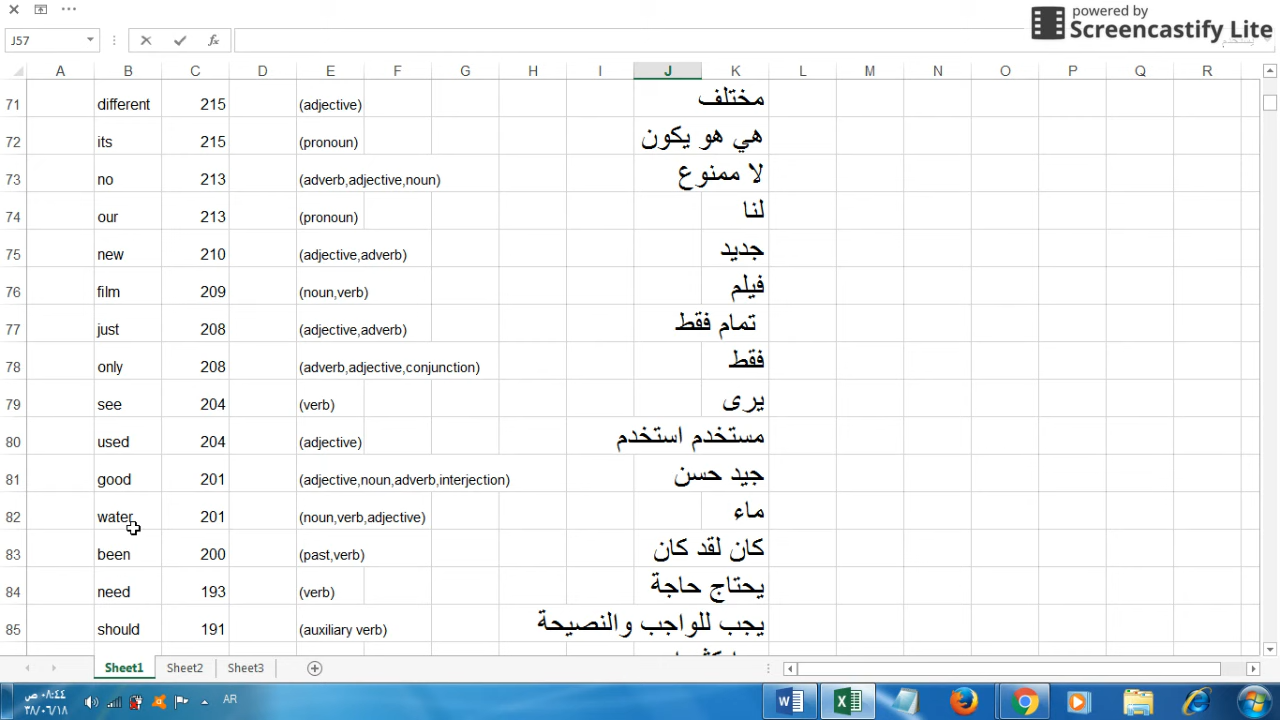 powered by
Screencastify Lite
J57
fx
A B C D E F G H I J K L M N O P Q R
71 different 215 (adjective) مختلف
72 its 215 (pronoun) هي هو يكون
73 no 213 (adverb,adjective,noun) لا ممنوع
74 our 213 (pronoun) لنا
75 new 210 (adjective,adverb) جديد
76 film 209 (noun,verb) فيلم
77 just 208 (adjective,adverb) تمام فقط
78 only 208 (adverb,adjective,conjunction) فقط
79 see 204 (verb) يرى
80 used 204 (adjective) مستخدم استخدم
81 good 201 (adjective,noun,adverb,interjection) جيد حسن
82 water 201 (noun,verb,adjective) ماء
83 been 200 (past,verb) كان لقد كان
84 need 193 (verb) يحتاج حاجة
85 should 191 (auxiliary verb) يجب للواجب والنصيحة
Sheet1 Sheet2 Sheet3
٠٨:٤٤ ص
AR
٣٨/٠٦/١٨